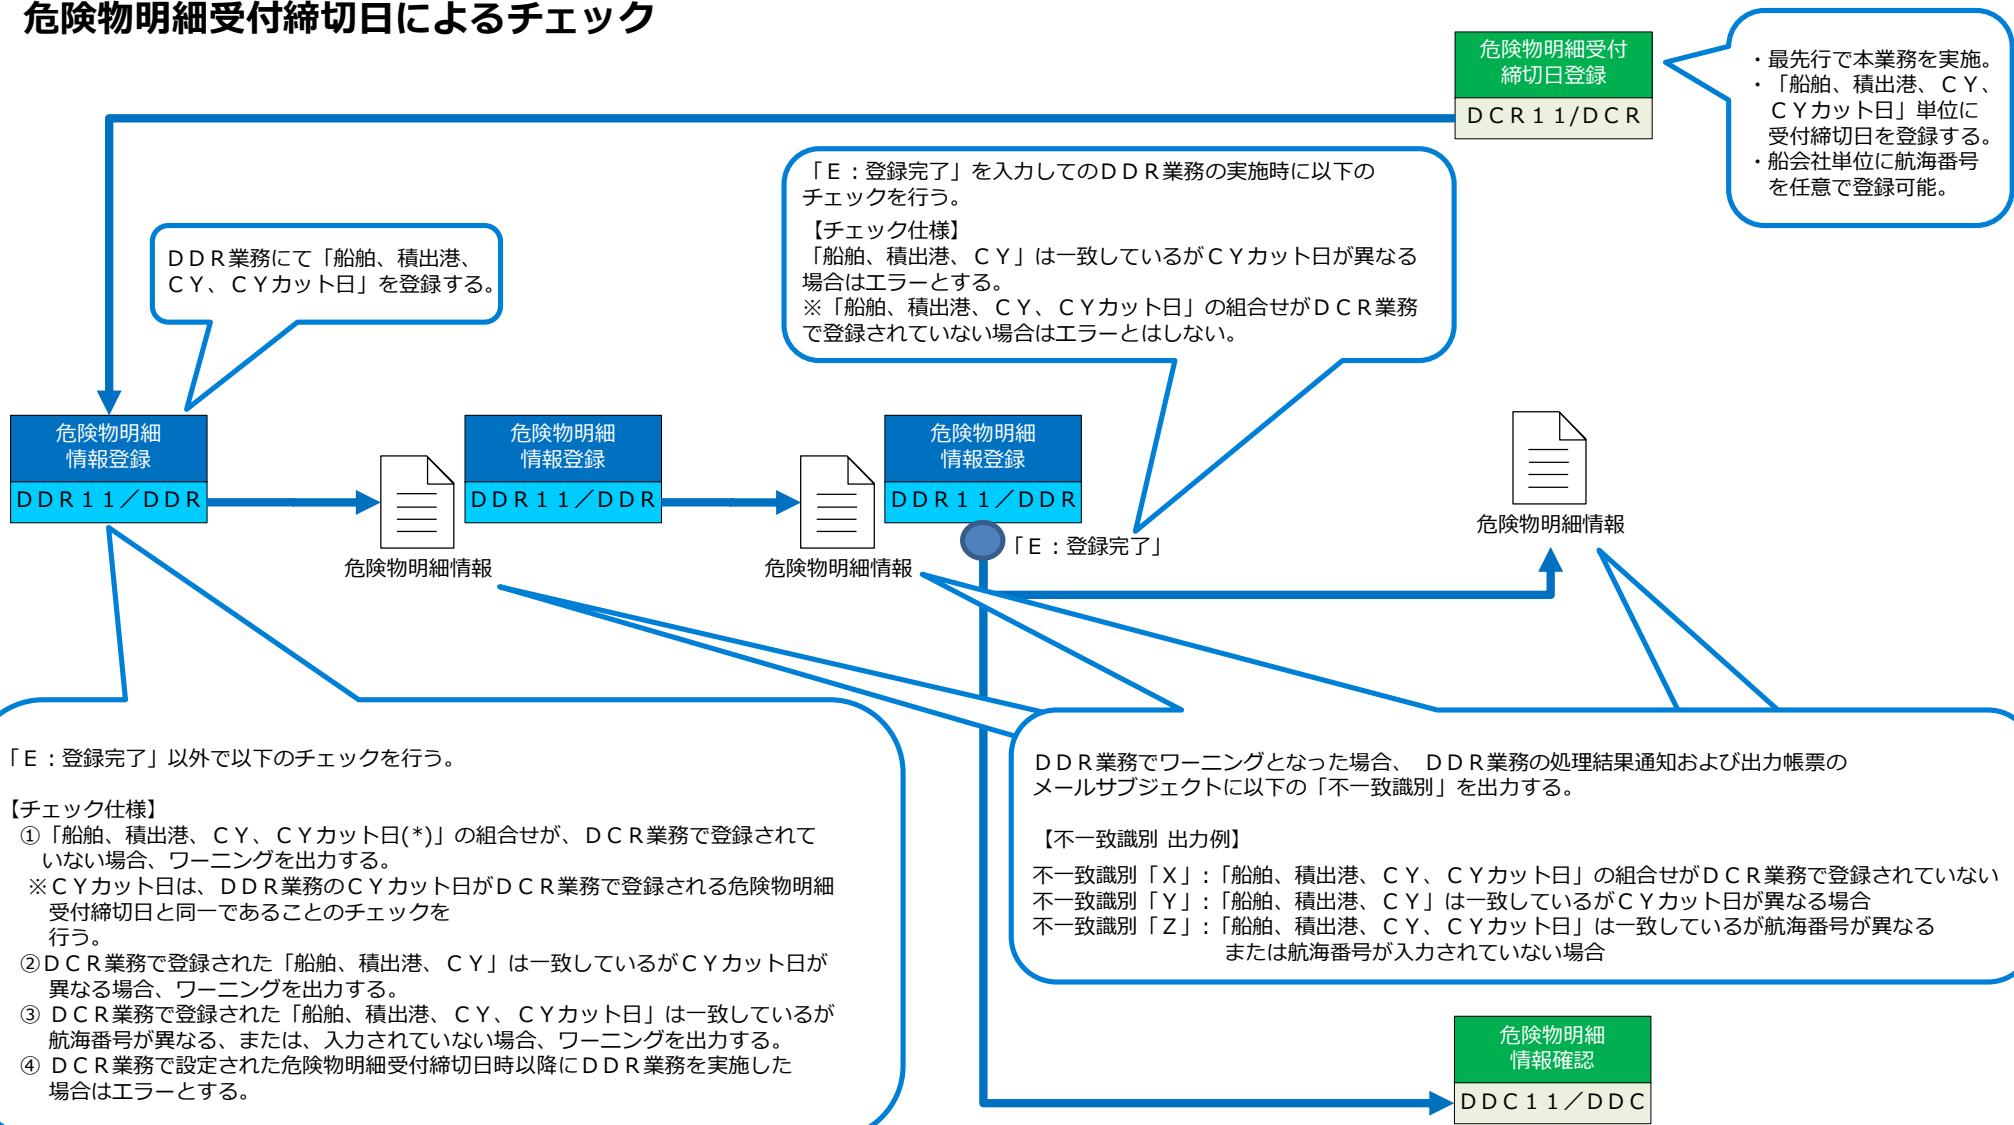 危険物明細受付締切日によるチェック
危険物明細受付
締切日登録
ＤＣＲ１１/ＤＣＲ
・最先行で本業務を実施。
・「船舶、積出港、ＣＹ、
ＣＹカット日」単位に
受付締切日を登録する。
・船会社単位に航海番号
を任意で登録可能。
「Ｅ：登録完了」を入力してのＤＤＲ業務の実施時に以下の
チェックを行う。
【チェック仕様】
「船舶、積出港、ＣＹ」は一致しているがＣＹカット日が異なる
場合はエラーとする。
※「船舶、積出港、ＣＹ、ＣＹカット日」の組合せがＤＣＲ業務
で登録されていない場合はエラーとはしない。
ＤＤＲ業務にて「船舶、積出港、
ＣＹ、ＣＹカット日」を登録する。
危険物明細
情報登録
ＤＤＲ１１／ＤＤＲ
危険物明細情報
危険物明細
情報登録
ＤＤＲ１１／ＤＤＲ
危険物明細情報
危険物明細
情報登録
ＤＤＲ１１／ＤＤＲ
「Ｅ：登録完了」
危険物明細情報
「Ｅ：登録完了」以外で以下のチェックを行う。
【チェック仕様】
①「船舶、積出港、ＣＹ、ＣＹカット日(*)」の組合せが、ＤＣＲ業務で登録されて
いない場合、ワーニングを出力する。
※ＣＹカット日は、ＤＤＲ業務のＣＹカット日がＤＣＲ業務で登録される危険物明細
受付締切日と同一であることのチェックを
行う。
②ＤＣＲ業務で登録された「船舶、積出港、ＣＹ」は一致しているがＣＹカット日が
異なる場合、ワーニングを出力する。
③ ＤＣＲ業務で登録された「船舶、積出港、ＣＹ、ＣＹカット日」は一致しているが
航海番号が異なる、または、入力されていない場合、ワーニングを出力する。
④ ＤＣＲ業務で設定された危険物明細受付締切日時以降にＤＤＲ業務を実施した
場合はエラーとする。
ＤＤＲ業務でワーニングとなった場合、 ＤＤＲ業務の処理結果通知および出力帳票の
メールサブジェクトに以下の「不一致識別」を出力する。
【不一致識別 出力例】
不一致識別「Ｘ」：「船舶、積出港、ＣＹ、ＣＹカット日」の組合せがＤＣＲ業務で登録されていない
不一致識別「Ｙ」：「船舶、積出港、ＣＹ」は一致しているがＣＹカット日が異なる場合
不一致識別「Ｚ」：「船舶、積出港、ＣＹ、ＣＹカット日」は一致しているが航海番号が異なる
または航海番号が入力されていない場合
危険物明細
情報確認
ＤＤＣ１１／ＤＤＣ